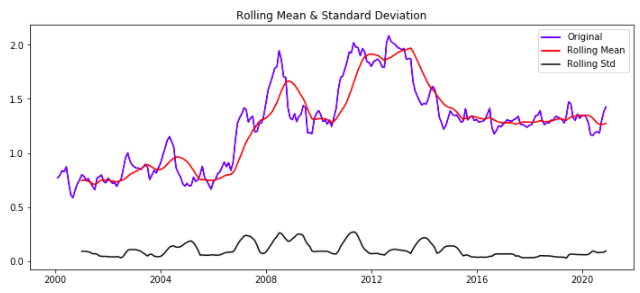 Rolling Mean & Standard Deviation
Original
Rolling Mean
Rolling Std
2.0
1.5
1.0
0.5
0.0
2000 2004 2008 2012 2016 2020